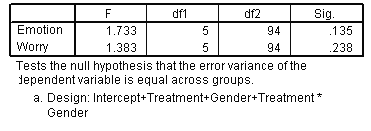 F df1 df2 Sig.
Emotion 1.733 5 94 .135
Worry 1.383 5 94 .238
Tests the null hypothesis that the error variance of the
dependent variable is equal across groups.
a. Design: Intercept+Treatment+Gender+Treatment *
Gender